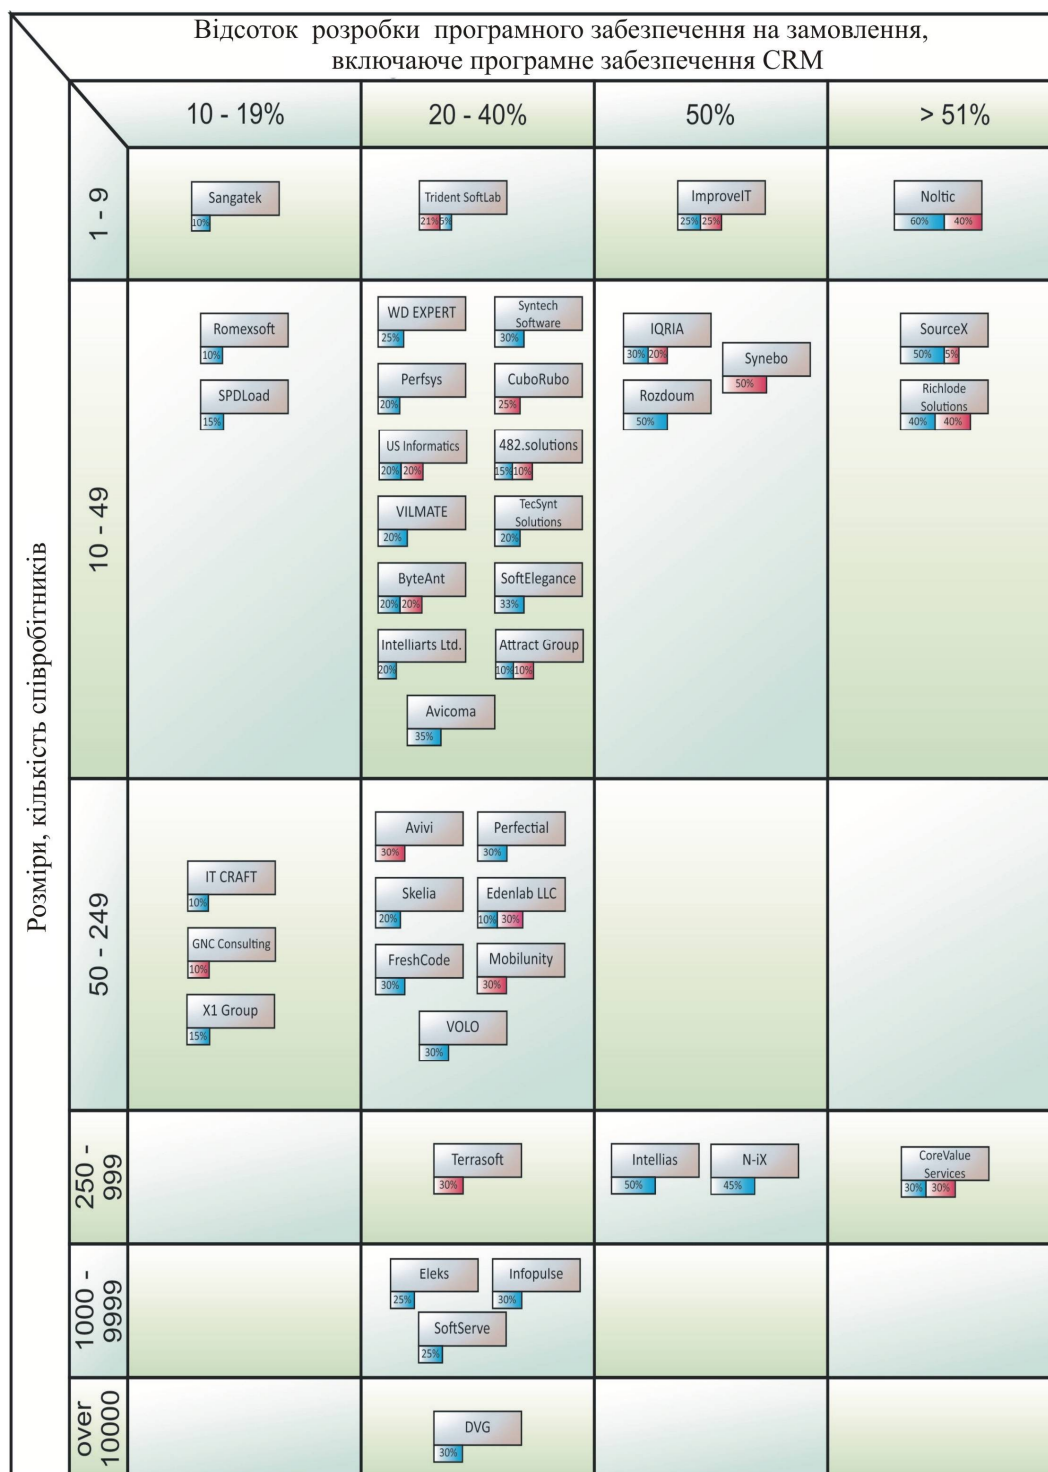 Відсоток розробки програмного забезпечення на замовлення,
включаюче програмне забезпечення CRM
10 - 19%
20 - 40%
50%
> 51%
Розміри, кількість співробітників
1 - 9
Sangatek
10%
Trident SoftLab
21% 5%
ImproveIT
25% 25%
Noltic
60% 40%
10 - 49
Romexsoft
10%
SPDLoad
15%
WD EXPERT
25%
Syntech
Software
30%
Perfsys
20%
CuboRubo
25%
US Informatics
20% 20%
482.solutions
15% 10%
VILMATE
20%
TecSynt
Solutions
20%
ByteAnt
20% 20%
SoftElegance
33%
Intelliarts Ltd.
20%
Attract Group
10% 10%
Avicoma
35%
IQRIA
30% 20%
Synebo
50%
Rozdoum
50%
SourceX
50% 5%
Richlode
Solutions
40% 40%
50 - 249
IT CRAFT
10%
GNC Consulting
10%
X1 Group
15%
Avivi
30%
Perfectial
30%
Skelia
20%
Edenlab LLC
10% 30%
FreshCode
30%
Mobilunity
30%
VOLO
30%
250 -
999
Terrasoft
30%
Intellias
50%
N-iX
45%
CoreValue
Services
30% 30%
1000 -
9999
Eleks
25%
Infopulse
30%
SoftServe
25%
over
10000
DVG
30%